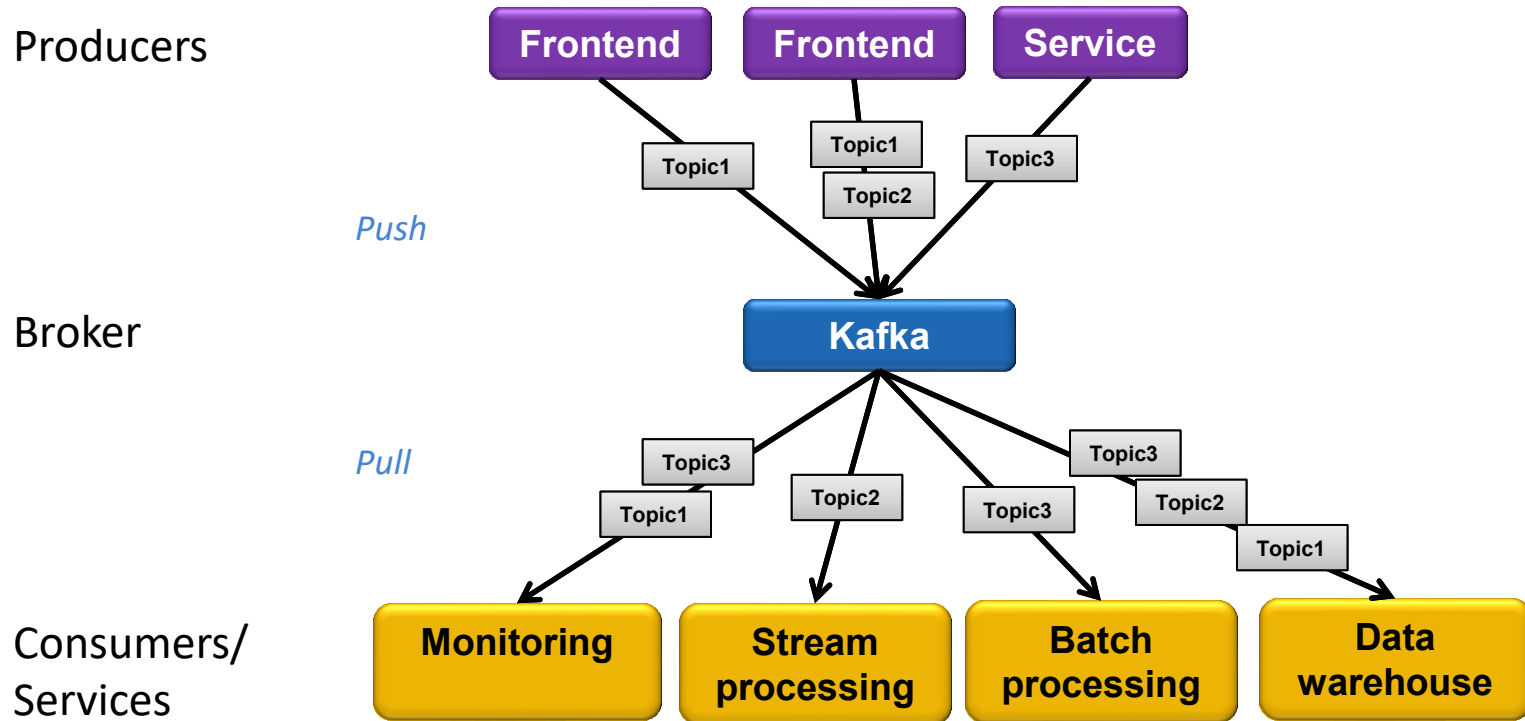 Producers
Frontend
Frontend
Service
Topic1
Topic1
Topic2
Topic3
Push
Broker
Kafka
Pull
Topic3
Topic1
Topic2
Topic3
Topic3
Topic2
Topic1
Consumers/
Services
Monitoring
Stream
processing
Batch
processing
Data
warehouse